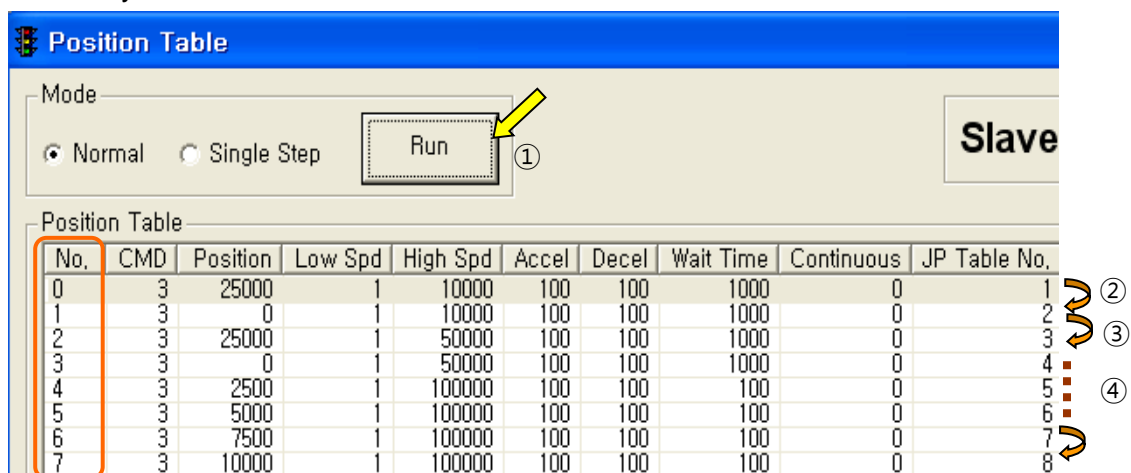 Position Table
Mode
Normal Single Step Run ①
Slave
Position Table
No, CMD Position Low Spd High Spd Accel Decel Wait Time Continuous JP Table No,
0 3 25000 1 10000 100 100 1000 0 1 ②
1 3 0 1 10000 100 100 1000 0 2
2 3 25000 1 50000 100 100 1000 0 3 ③
3 3 0 1 50000 100 100 1000 0 4
4 3 2500 1 100000 100 100 100 0 5 ④
5 3 5000 1 100000 100 100 100 0 6
6 3 7500 1 100000 100 100 100 0 7
7 3 10000 1 100000 100 100 100 0 8